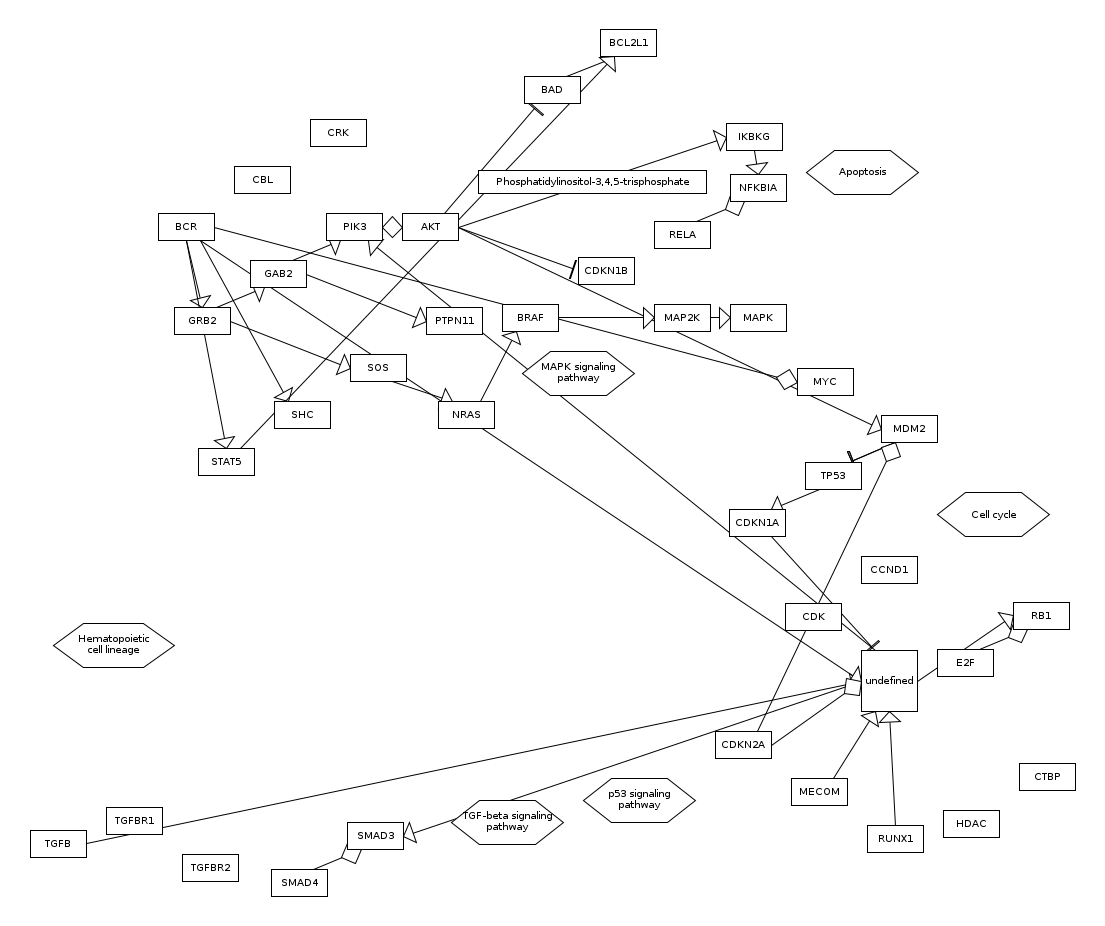 BCL2L1
BAD
CRK
IKBKG
Apoptosis
CBL
Phosphatidylinositol-3,4,5-trisphosphate
NFKBIA
BCR
PIK3
AKT
RELA
GAB2
CDKN1B
GRB2
PTPN11
BRAF
MAP2K
MAPK
SOS
MAPK signaling
pathway
MYC
SHC
NRAS
MDM2
STAT5
TP53
CDKN1A
Cell cycle
CCND1
CDK
RB1
Hematopoietic
cell lineage
E2F
undefined
CDKN2A
CTBP
MECOM
p53 signaling
pathway
TGFBR1
TGF-beta signaling
pathway
HDAC
SMAD3
RUNX1
TGFB
TGFBR2
SMAD4